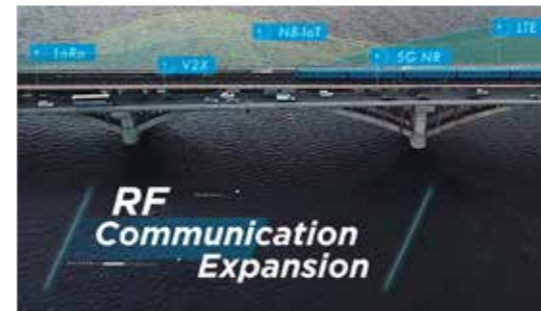 NB-IoT
LTE
LoRa
V2X
5G NR
RF
Communication
Expansion